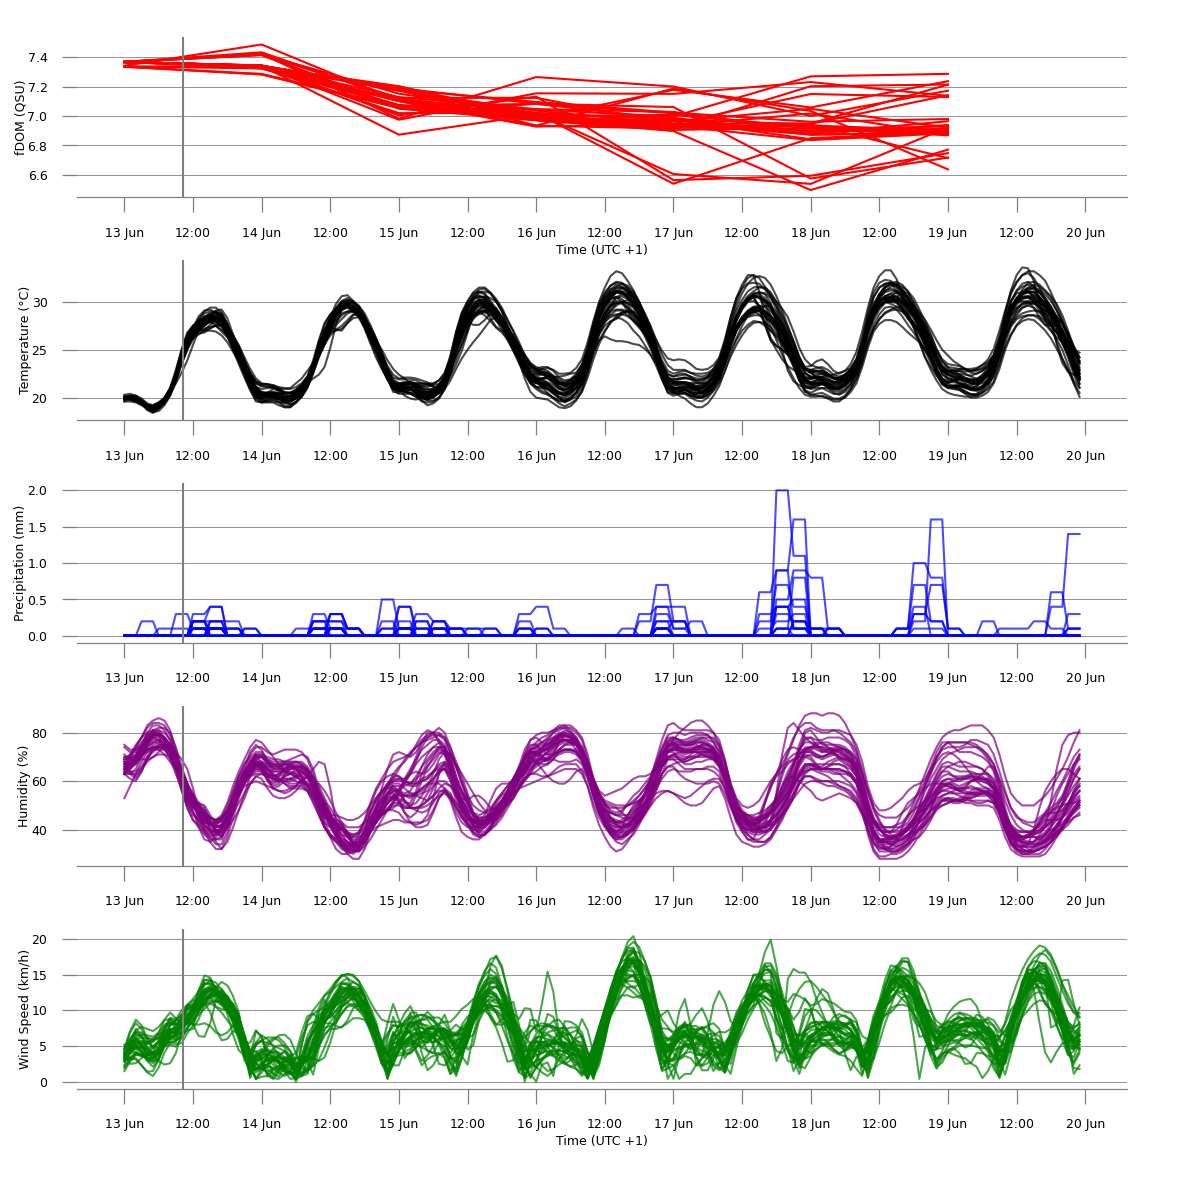 fDOM (QSU)
7.4
7.2
7.0
6.8
6.6
13 Jun 12:00 14 Jun 12:00 15 Jun 12:00 16 Jun 12:00 17 Jun 12:00 18 Jun 12:00 19 Jun 12:00 20 Jun
Time (UTC +1)
Temperature (°C)
30
25
20
13 Jun 12:00 14 Jun 12:00 15 Jun 12:00 16 Jun 12:00 17 Jun 12:00 18 Jun 12:00 19 Jun 12:00 20 Jun
Precipitation (mm)
2.0
1.5
1.0
0.5
0.0
13 Jun 12:00 14 Jun 12:00 15 Jun 12:00 16 Jun 12:00 17 Jun 12:00 18 Jun 12:00 19 Jun 12:00 20 Jun
Humidity (%)
80
60
40
13 Jun 12:00 14 Jun 12:00 15 Jun 12:00 16 Jun 12:00 17 Jun 12:00 18 Jun 12:00 19 Jun 12:00 20 Jun
Wind Speed (km/h)
20
15
10
5
0
13 Jun 12:00 14 Jun 12:00 15 Jun 12:00 16 Jun 12:00 17 Jun 12:00 18 Jun 12:00 19 Jun 12:00 20 Jun
Time (UTC +1)